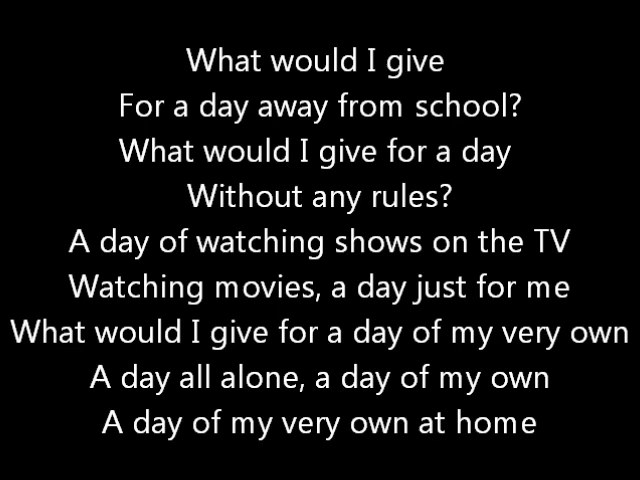 What would I give
For a day away from school?
What would I give for a day
Without any rules?
A day of watching shows on the TV
Watching movies, a day just for me
What would I give for a day of my very own
A day all alone, a day of my own
A day of my very own at home